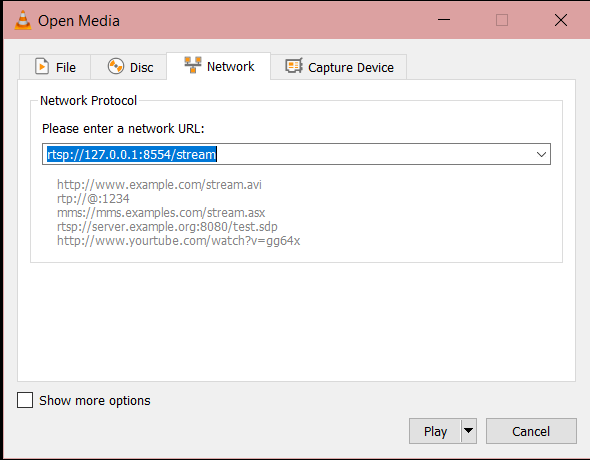 Open Media
File
Disc
Network
Capture Device
Network Protocol
Please enter a network URL:
rtsp://127.0.0.1:8554/stream
http://www.example.com/stream.avi
rtp://@:1234
mms://mms.examples.com/stream.asx
rtsp://server.example.org:8080/test.sdp
http://www.yourtube.com/watch?v=gg64x
Show more options
Play
Cancel